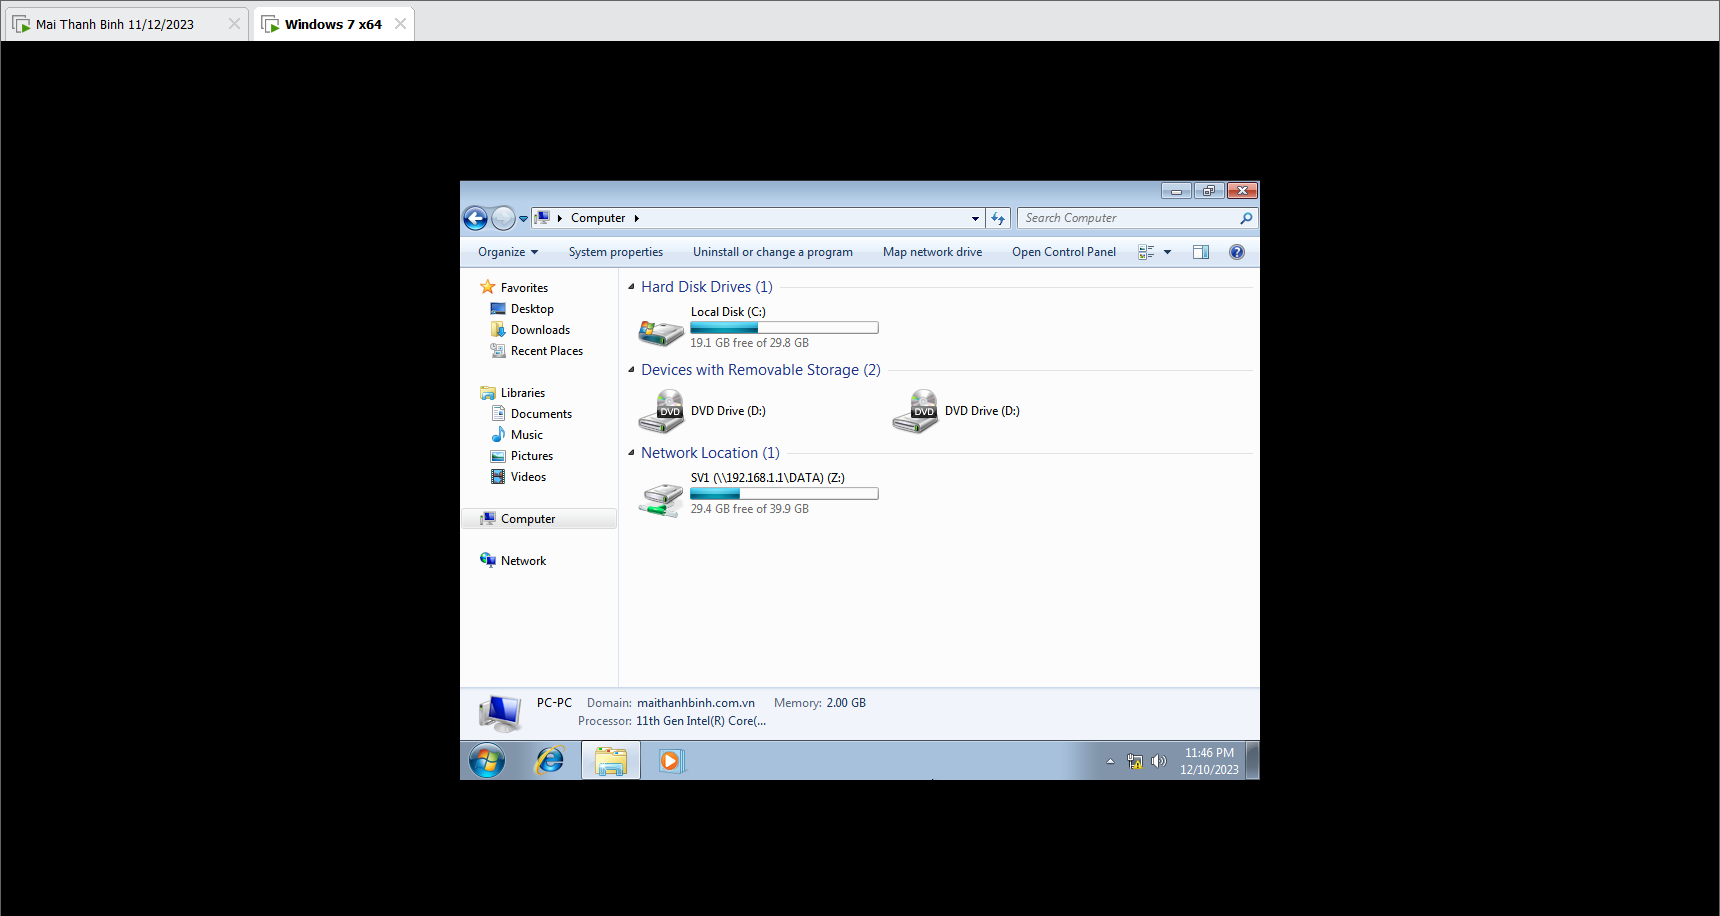 Mai Thanh Binh 11/12/2023
Windows 7 x64
Computer
Search Computer
Organize
System properties
Uninstall or change a program
Map network drive
Open Control Panel
Favorites
Desktop
Downloads
Recent Places
Libraries
Documents
Music
Pictures
Videos
Computer
Network
Hard Disk Drives (1)
Local Disk (C:)
19.1 GB free of 29.8 GB
Devices with Removable Storage (2)
DVD
DVD Drive (D:)
DVD
DVD Drive (D:)
Network Location (1)
SV1 (\\192.168.1.1\DATA) (Z:)
29.4 GB free of 39.9 GB
PC-PC Domain: maithanhbinh.com.vn Memory: 2.00 GB
Processor: 11th Gen Intel(R) Core(...
11:46 PM
12/10/2023